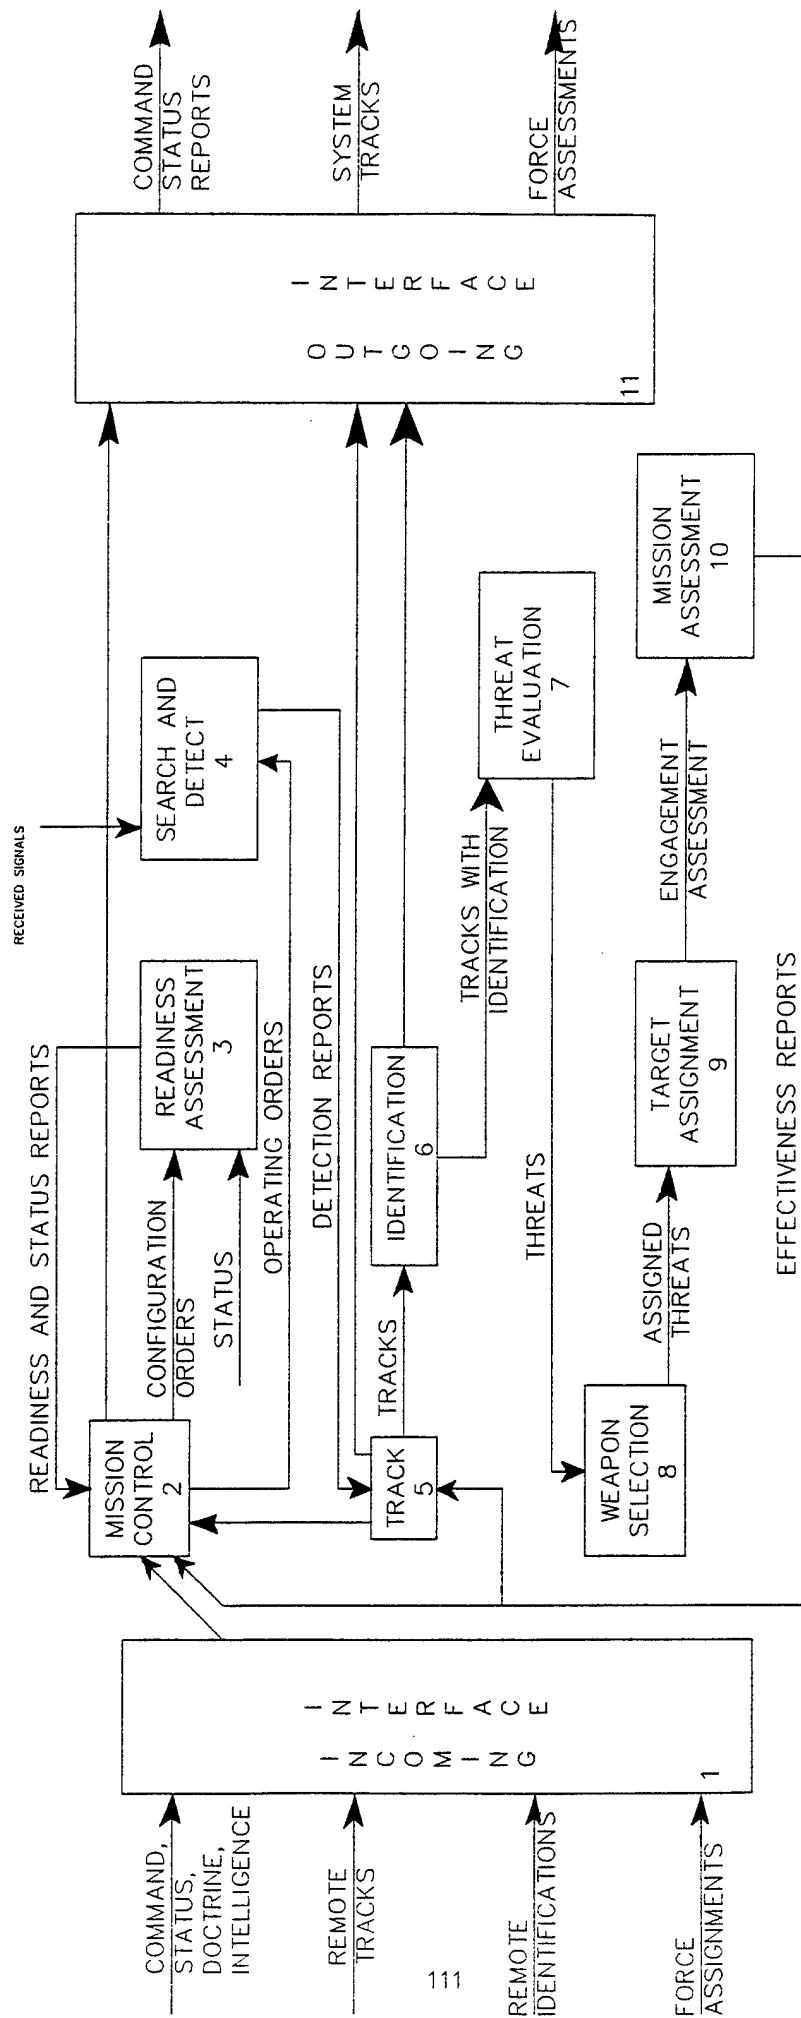 COMMAND,
STATUS,
DOCTRINE,
INTELLIGENCE
REMOTE
TRACKS
REMOTE
IDENTIFICATIONS
FORCE
ASSIGNMENTS
INTERFACE
INCOMING
1
READINESS AND STATUS REPORTS
MISSION
CONTROL
2
CONFIGURATION
ORDERS
STATUS
READINESS
ASSESSMENT
3
OPERATING ORDERS
RECEIVED SIGNALS
SEARCH AND
DETECT
4
DETECTION REPORTS
TRACK
5
TRACKS
IDENTIFICATION
6
TRACKS WITH
IDENTIFICATION
THREAT
EVALUATION
7
THREATS
WEAPON
SELECTION
8
ASSIGNED
THREATS
TARGET
ASSIGNMENT
9
ENGAGEMENT
ASSESSMENT
MISSION
ASSESSMENT
10
EFFECTIVENESS REPORTS
INTERFACE
OUTGOING
11
COMMAND
STATUS
REPORTS
SYSTEM
TRACKS
FORCE
ASSESSMENTS
111